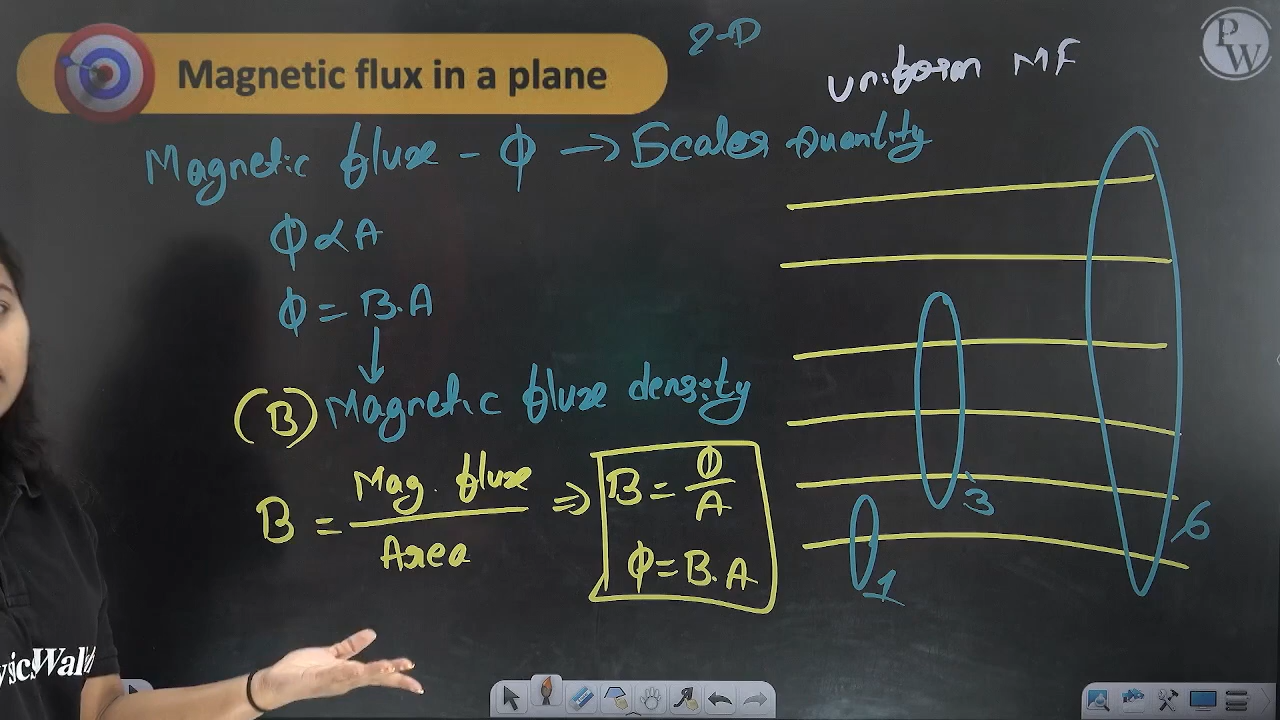 2-D
Magnetic flux in a plane
uniform MF
PW
Magnetic flux - Φ → Scaler Quantity
Φ ∝ A
Φ = B.A
↓
(B) Magnetic flux density
B = Mag. flux / Area ⇒ B = Φ/A
Φ = B.A
3
6
1
ysicsWall